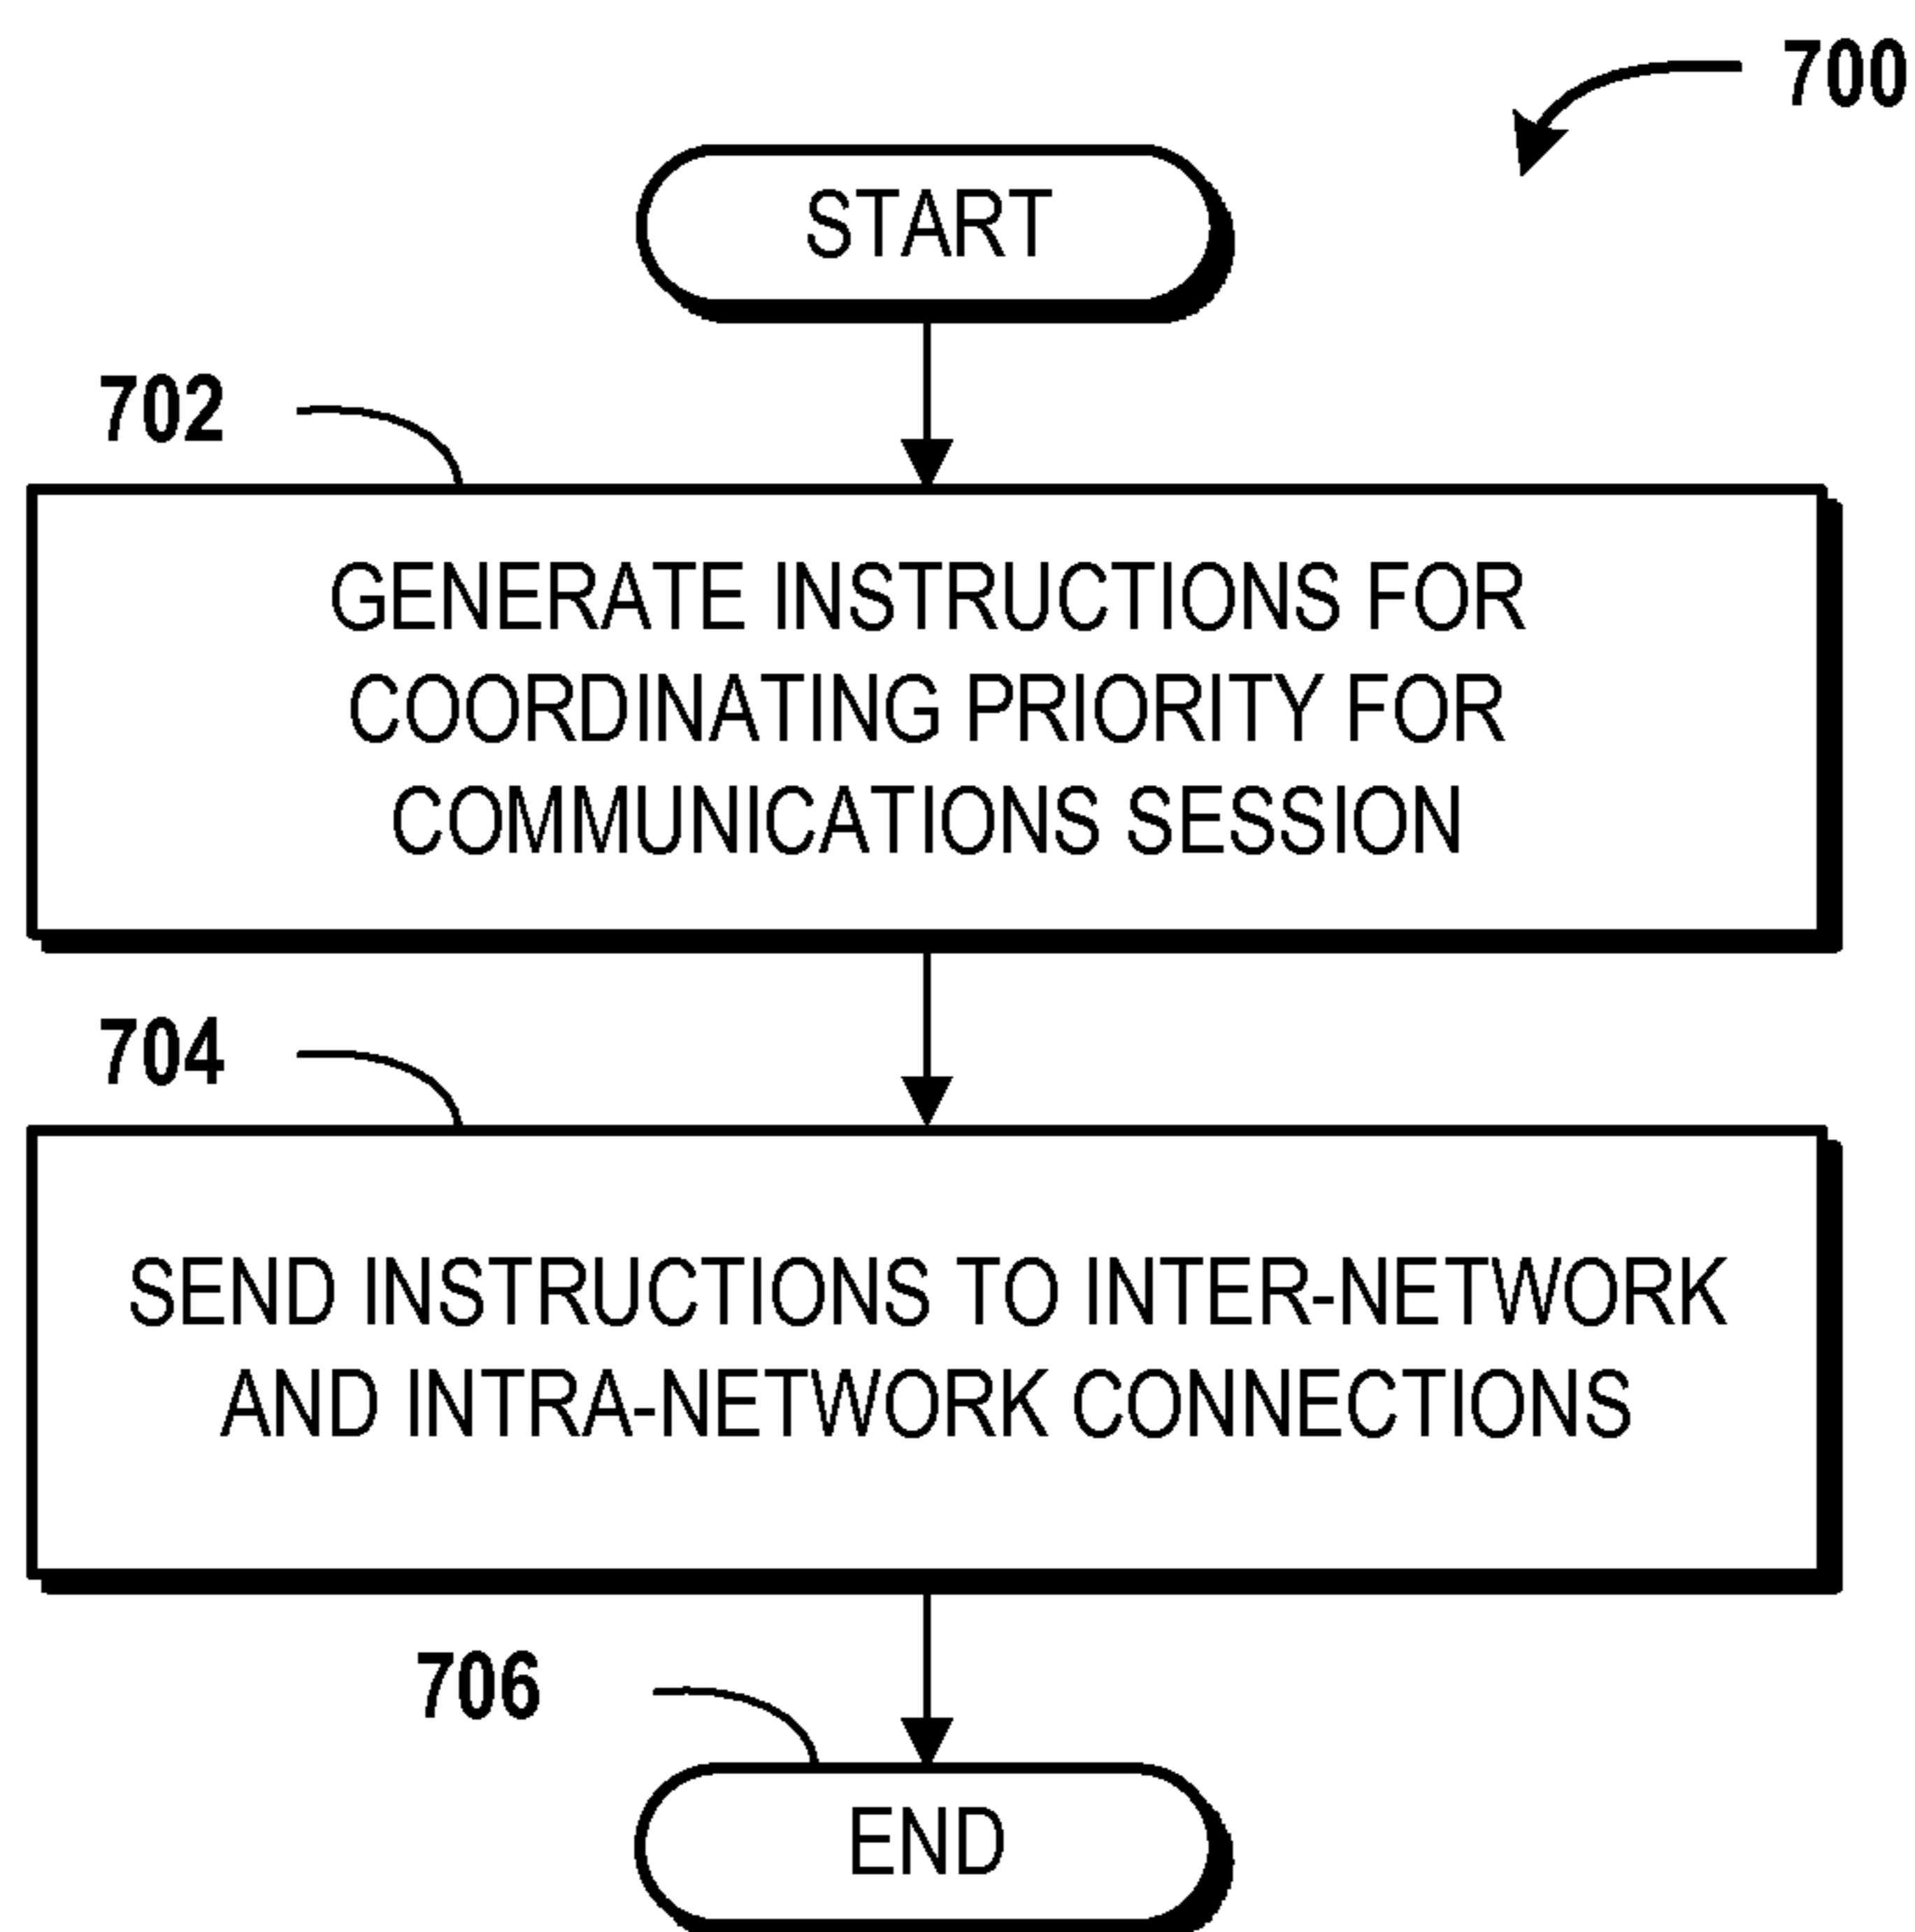 700
START
702
GENERATE INSTRUCTIONS FOR
COORDINATING PRIORITY FOR
COMMUNICATIONS SESSION
704
SEND INSTRUCTIONS TO INTER-NETWORK
AND INTRA-NETWORK CONNECTIONS
706
END